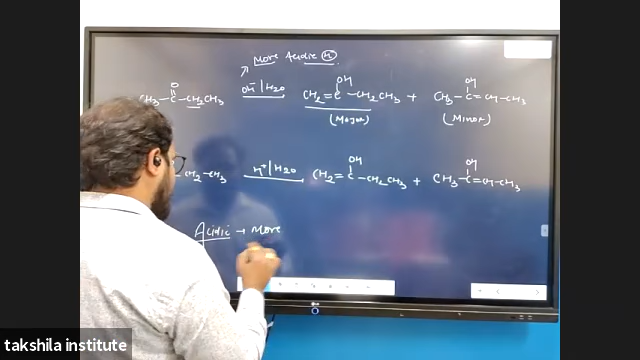 More Acidic (H)
O OH OH
CH3-C-CH2CH3 OH-/H2O CH2=C-CH2CH3 + CH3-C=CH-CH3
(Major) (Minor)
OH OH
-CH2-CH3 H+/H2O CH2=C-CH2CH3 + CH3-C=CH-CH3
Acidic → More
takshila institute